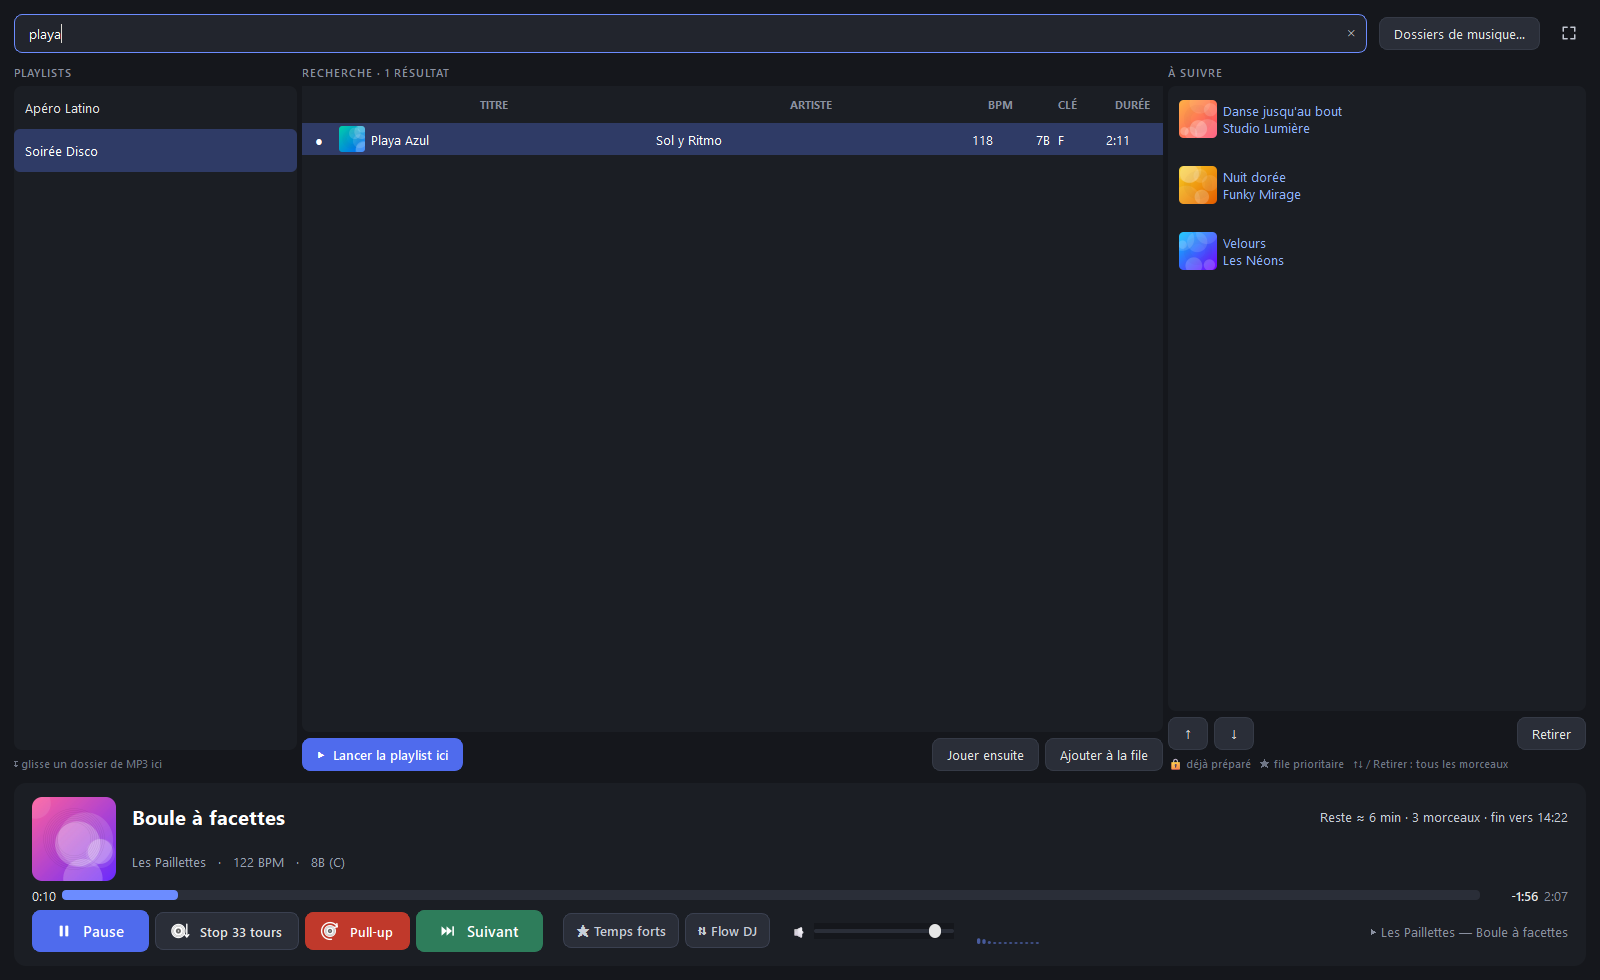 playa
×
Dossiers de musique...
PLAYLISTS
Apéro Latino
Soirée Disco
glisse un dossier de MP3 ici
RECHERCHE · 1 RÉSULTAT
TITRE ARTISTE BPM CLÉ DURÉE
● Playa Azul Sol y Ritmo 118 7B F 2:11
Lancer la playlist ici
Jouer ensuite
Ajouter à la file
À SUIVRE
Danse jusqu'au bout
Studio Lumière
Nuit dorée
Funky Mirage
Velours
Les Néons
↑ ↓ Retirer
🔒 déjà préparé ★ file prioritaire ↑↓ / Retirer : tous les morceaux
Boule à facettes
Les Paillettes · 122 BPM · 8B (C)
Reste ≈ 6 min · 3 morceaux · fin vers 14:22
0:10 -1:56 2:07
Pause
Stop 33 tours
Pull-up
Suivant
★ Temps forts
⇅ Flow DJ
▸ Les Paillettes — Boule à facettes